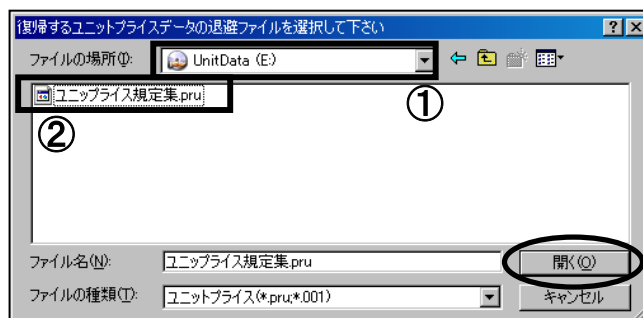 復帰するユニットプライスデータの退避ファイルを選択して下さい
ファイルの場所(I): UnitData (E:)
①
ユニップライス規定集.pru
②
ファイル名(N): ユニップライス規定集.pru 開く(O)
ファイルの種類(T): ユニットプライス(*.pru;*.001) キャンセル